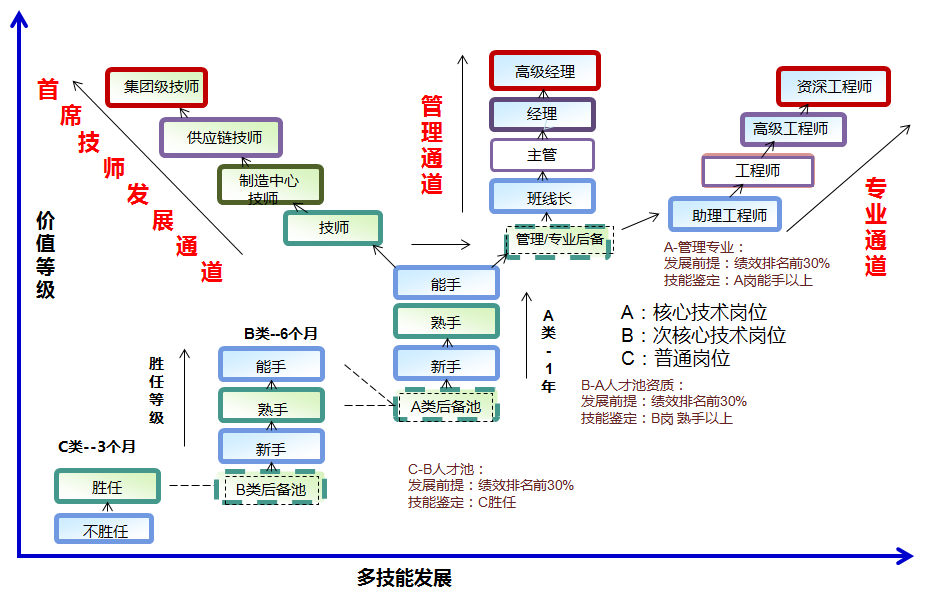 首席技师发展通道
集团级技师
供应链技师
制造中心
技师
技师
管理通道
高级经理
经理
主管
班线长
管理/专业后备
资深工程师
高级工程师
工程师
助理工程师
专业通道
A-管理专业：
发展前提：绩效排名前30%
技能鉴定：A岗能手以上
价值等级
能手
熟手
新手
A类后备池
A类-1年
A：核心技术岗位
B：次核心技术岗位
C：普通岗位
B-A人才池资质：
发展前提：绩效排名前30%
技能鉴定：B岗 熟手以上
B类--6个月
能手
熟手
新手
B类后备池
胜任等级
C类--3个月
胜任
不胜任
C-B人才池：
发展前提：绩效排名前30%
技能鉴定：C胜任
多技能发展